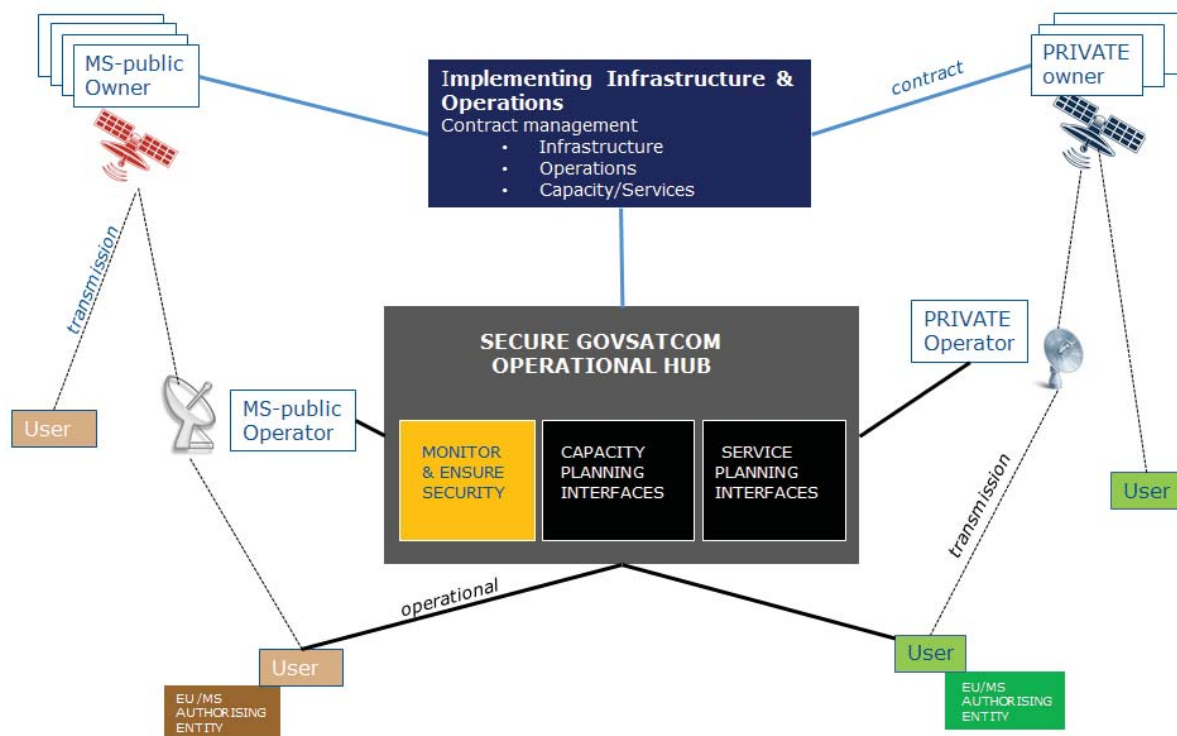 MS-public
Owner
Implementing Infrastructure &
Operations
Contract management
• Infrastructure
• Operations
• Capacity/Services
contract
PRIVATE
owner
transmission
User
MS-public
Operator
SECURE GOVSATCOM
OPERATIONAL HUB
MONITOR
& ENSURE
SECURITY
CAPACITY
PLANNING
INTERFACES
SERVICE
PLANNING
INTERFACES
PRIVATE
Operator
User
transmission
operational
User
EU/MS
AUTHORISING
ENTITY
User
EU/MS
AUTHORISING
ENTITY